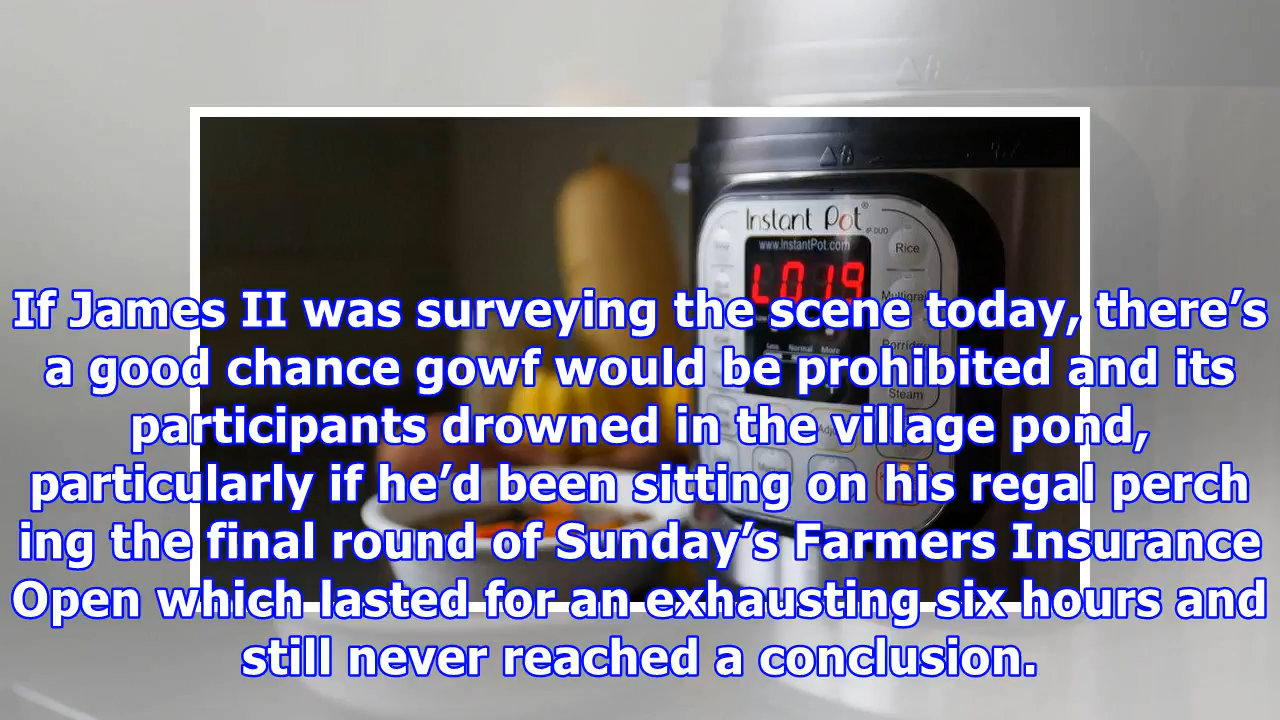 Instant Pot®
IP-DUO
www.InstantPot.com
Rice
LO19
If James II was surveying the scene today, there’s
a good chance gowf would be prohibited and its
participants drowned in the village pond,
particularly if he’d been sitting on his regal perch
ing the final round of Sunday’s Farmers Insurance
Open which lasted for an exhausting six hours and
still never reached a conclusion.
Less Normal More
Steam